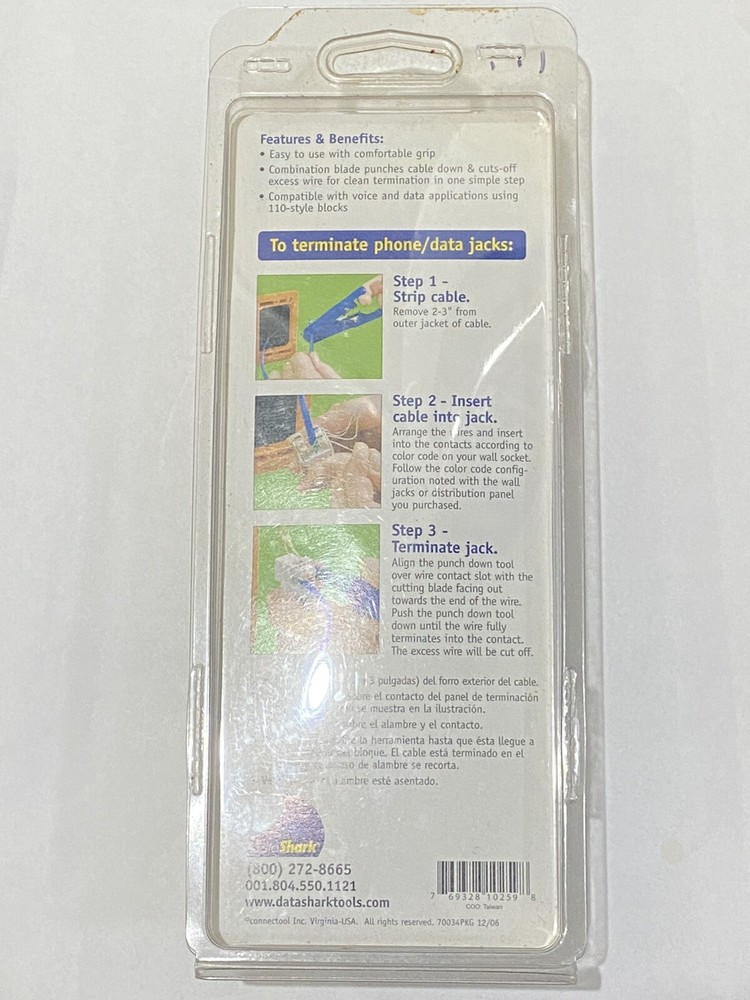 Features & Benefits:
• Easy to use with comfortable grip
• Combination blade punches cable down & cuts-off
excess wire for clean termination in one simple step
• Compatible with voice and data applications using
110-style blocks
To terminate phone/data jacks:
Step 1 -
Strip cable.
Remove 2-3" from
outer jacket of cable.
Step 2 - Insert
cable into jack.
Arrange the wires and insert
into the contacts according to
color code on your wall socket.
Follow the color code config-
uration noted with the wall
jacks or distribution panel
you purchased.
Step 3 -
Terminate jack.
Align the punch down tool
over wire contact slot with the
cutting blade facing out
towards the end of the wire.
Push the punch down tool
down until the wire fully
terminates into the contact.
The excess wire will be cut off.
3 pulgadas) del forro exterior del cable.
el contacto del panel de terminación
se muestra en la ilustración.
el alambre y el contacto.
la herramienta hasta que ésta llegue a
bloque. El cable está terminado en el
de alambre se recorta.
alambre esté asentado.
Shark
(800) 272-8665
001.804.550.1121
www.datasharktools.com
7 69328 10259 8
COO: Taiwan
©connectool Inc. Virginia-USA. All rights reserved. 70034PKG 12/06